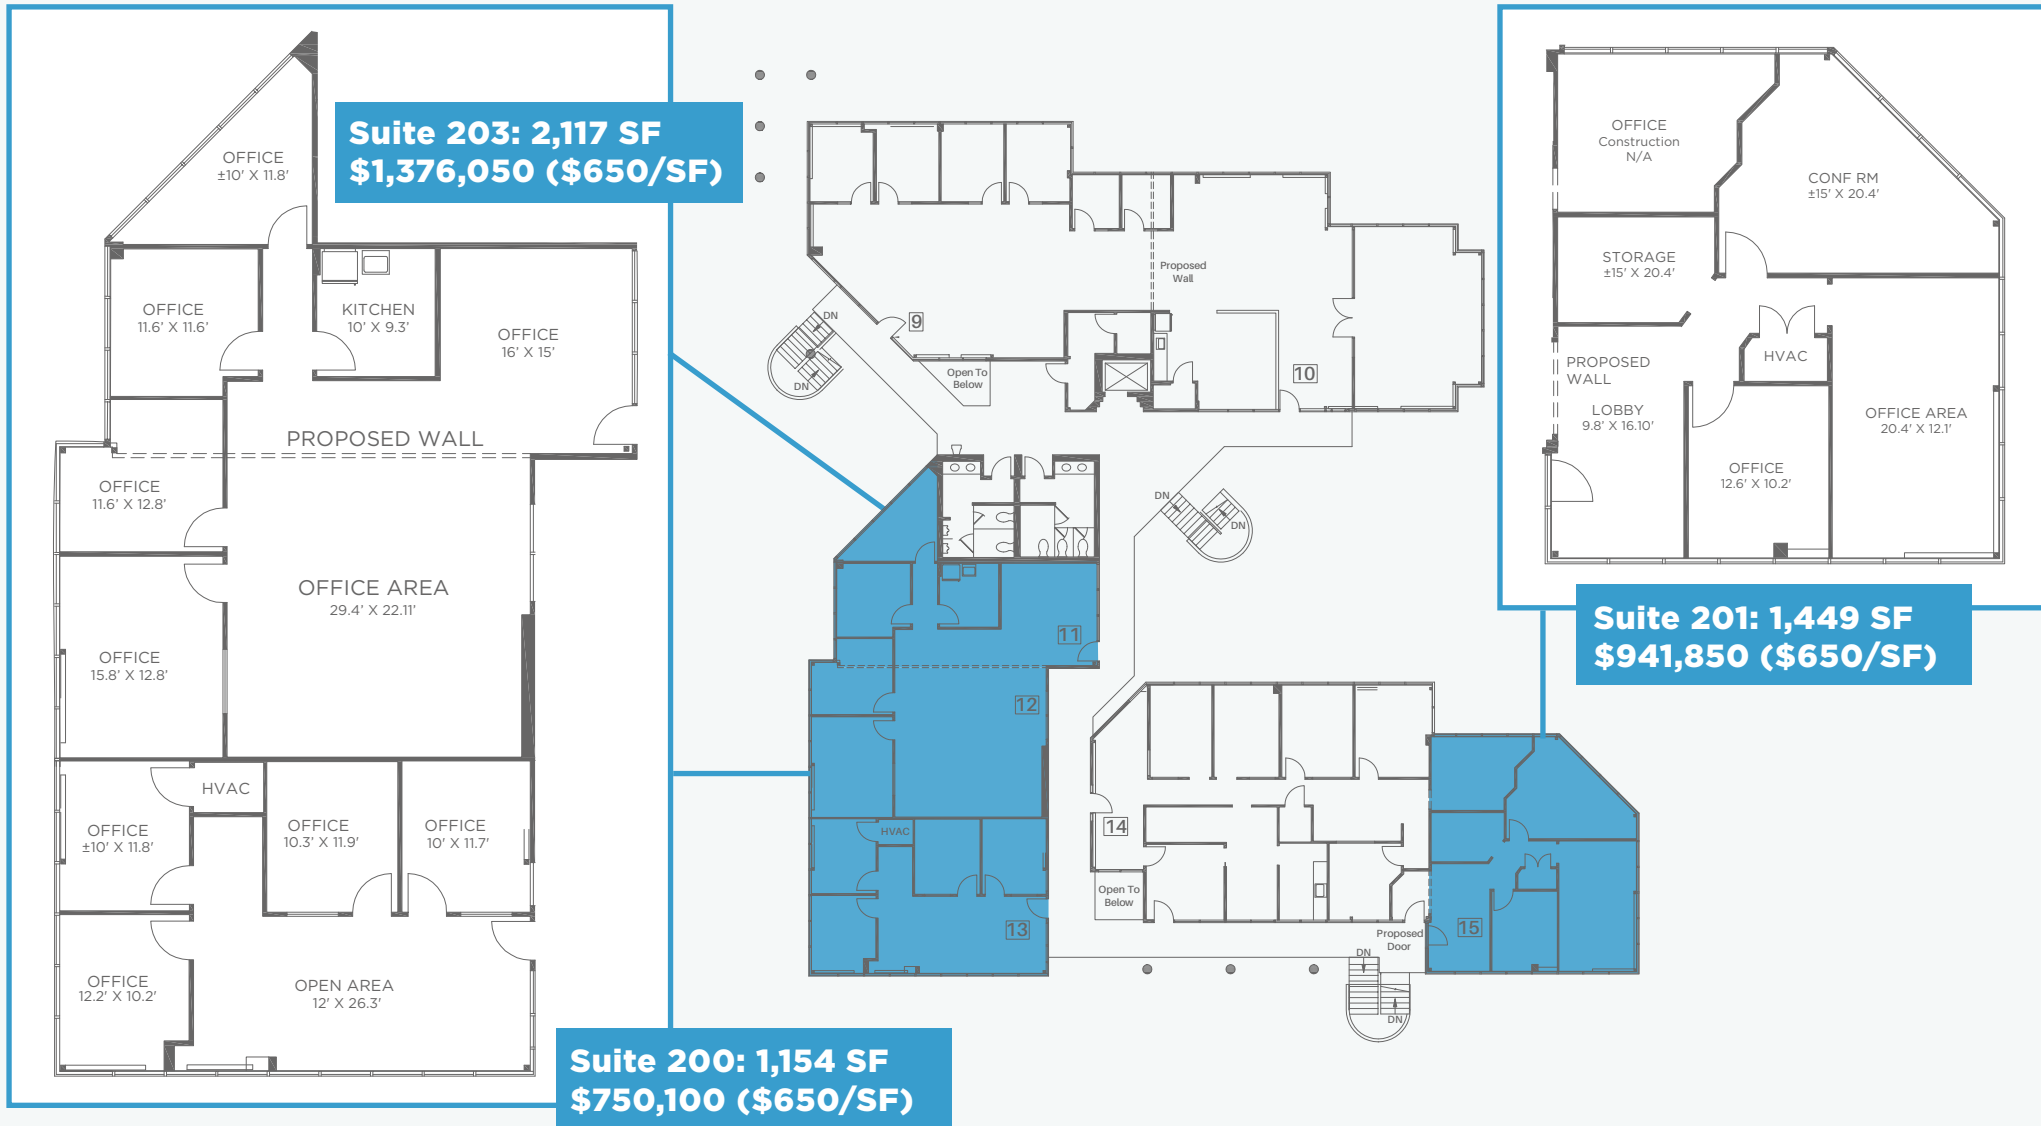 OFFICE
±10' X 11.8'
Suite 203: 2,117 SF
$1,376,050 ($650/SF)
OFFICE
11.6' X 11.6'
KITCHEN
10' X 9.3'
OFFICE
16' X 15'
PROPOSED WALL
OFFICE
11.6' X 12.8'
OFFICE AREA
29.4' X 22.11'
OFFICE
15.8' X 12.8'
HVAC
OFFICE
±10' X 11.8'
OFFICE
10.3' X 11.9'
OFFICE
10' X 11.7'
OFFICE
12.2' X 10.2'
OPEN AREA
12' X 26.3'
Suite 200: 1,154 SF
$750,100 ($650/SF)
Proposed
Wall
9
DN
DN
Open To
Below
10
DN
DN
11
12
HVAC
13
14
Open To
Below
15
Proposed
Door
DN
DN
OFFICE
Construction
N/A
CONF RM
±15' X 20.4'
STORAGE
±15' X 20.4'
PROPOSED
WALL
HVAC
LOBBY
9.8' X 16.10'
OFFICE AREA
20.4' X 12.1'
OFFICE
12.6' X 10.2'
Suite 201: 1,449 SF
$941,850 ($650/SF)